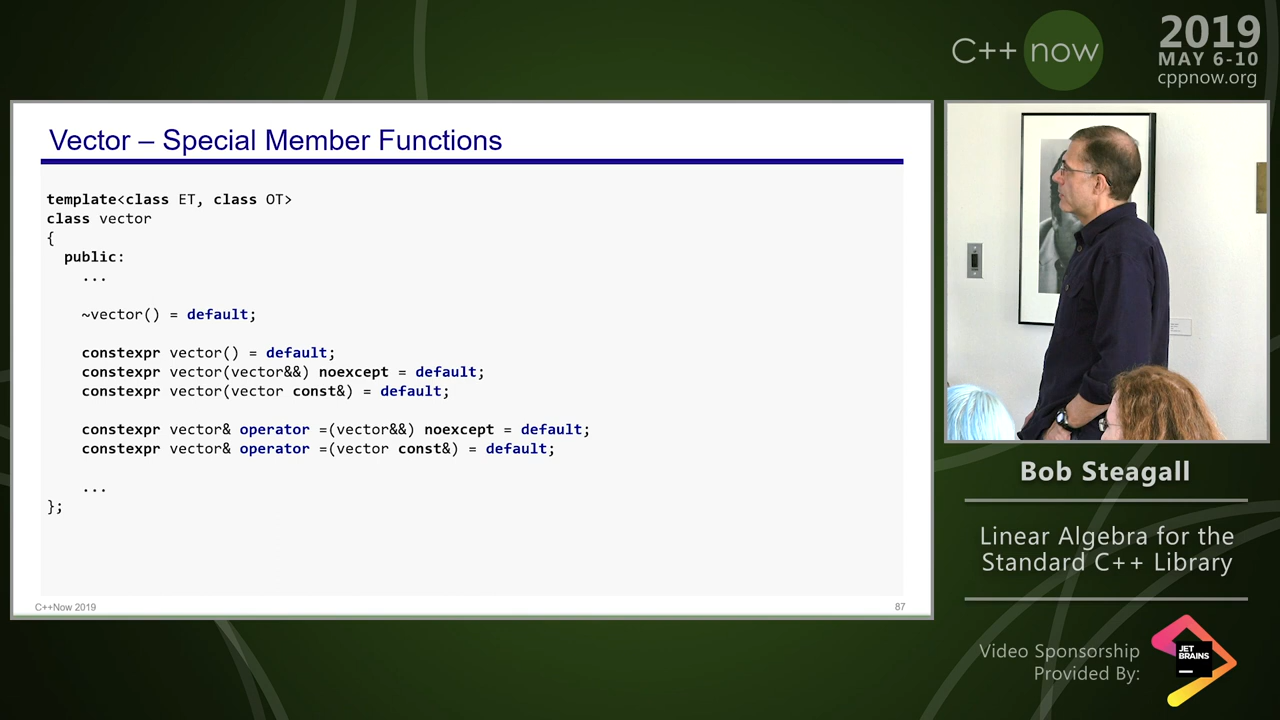 C++ now
2019
MAY 6-10
cppnow.org
Vector – Special Member Functions
template<class ET, class OT>
class vector
{
public:
...
~vector() = default;
constexpr vector() = default;
constexpr vector(vector&&) noexcept = default;
constexpr vector(vector const&) = default;
constexpr vector& operator =(vector&&) noexcept = default;
constexpr vector& operator =(vector const&) = default;
...
};
C++Now 2019
87
Bob Steagall
Linear Algebra for the
Standard C++ Library
Video Sponsorship
Provided By:
JET
BRAINS